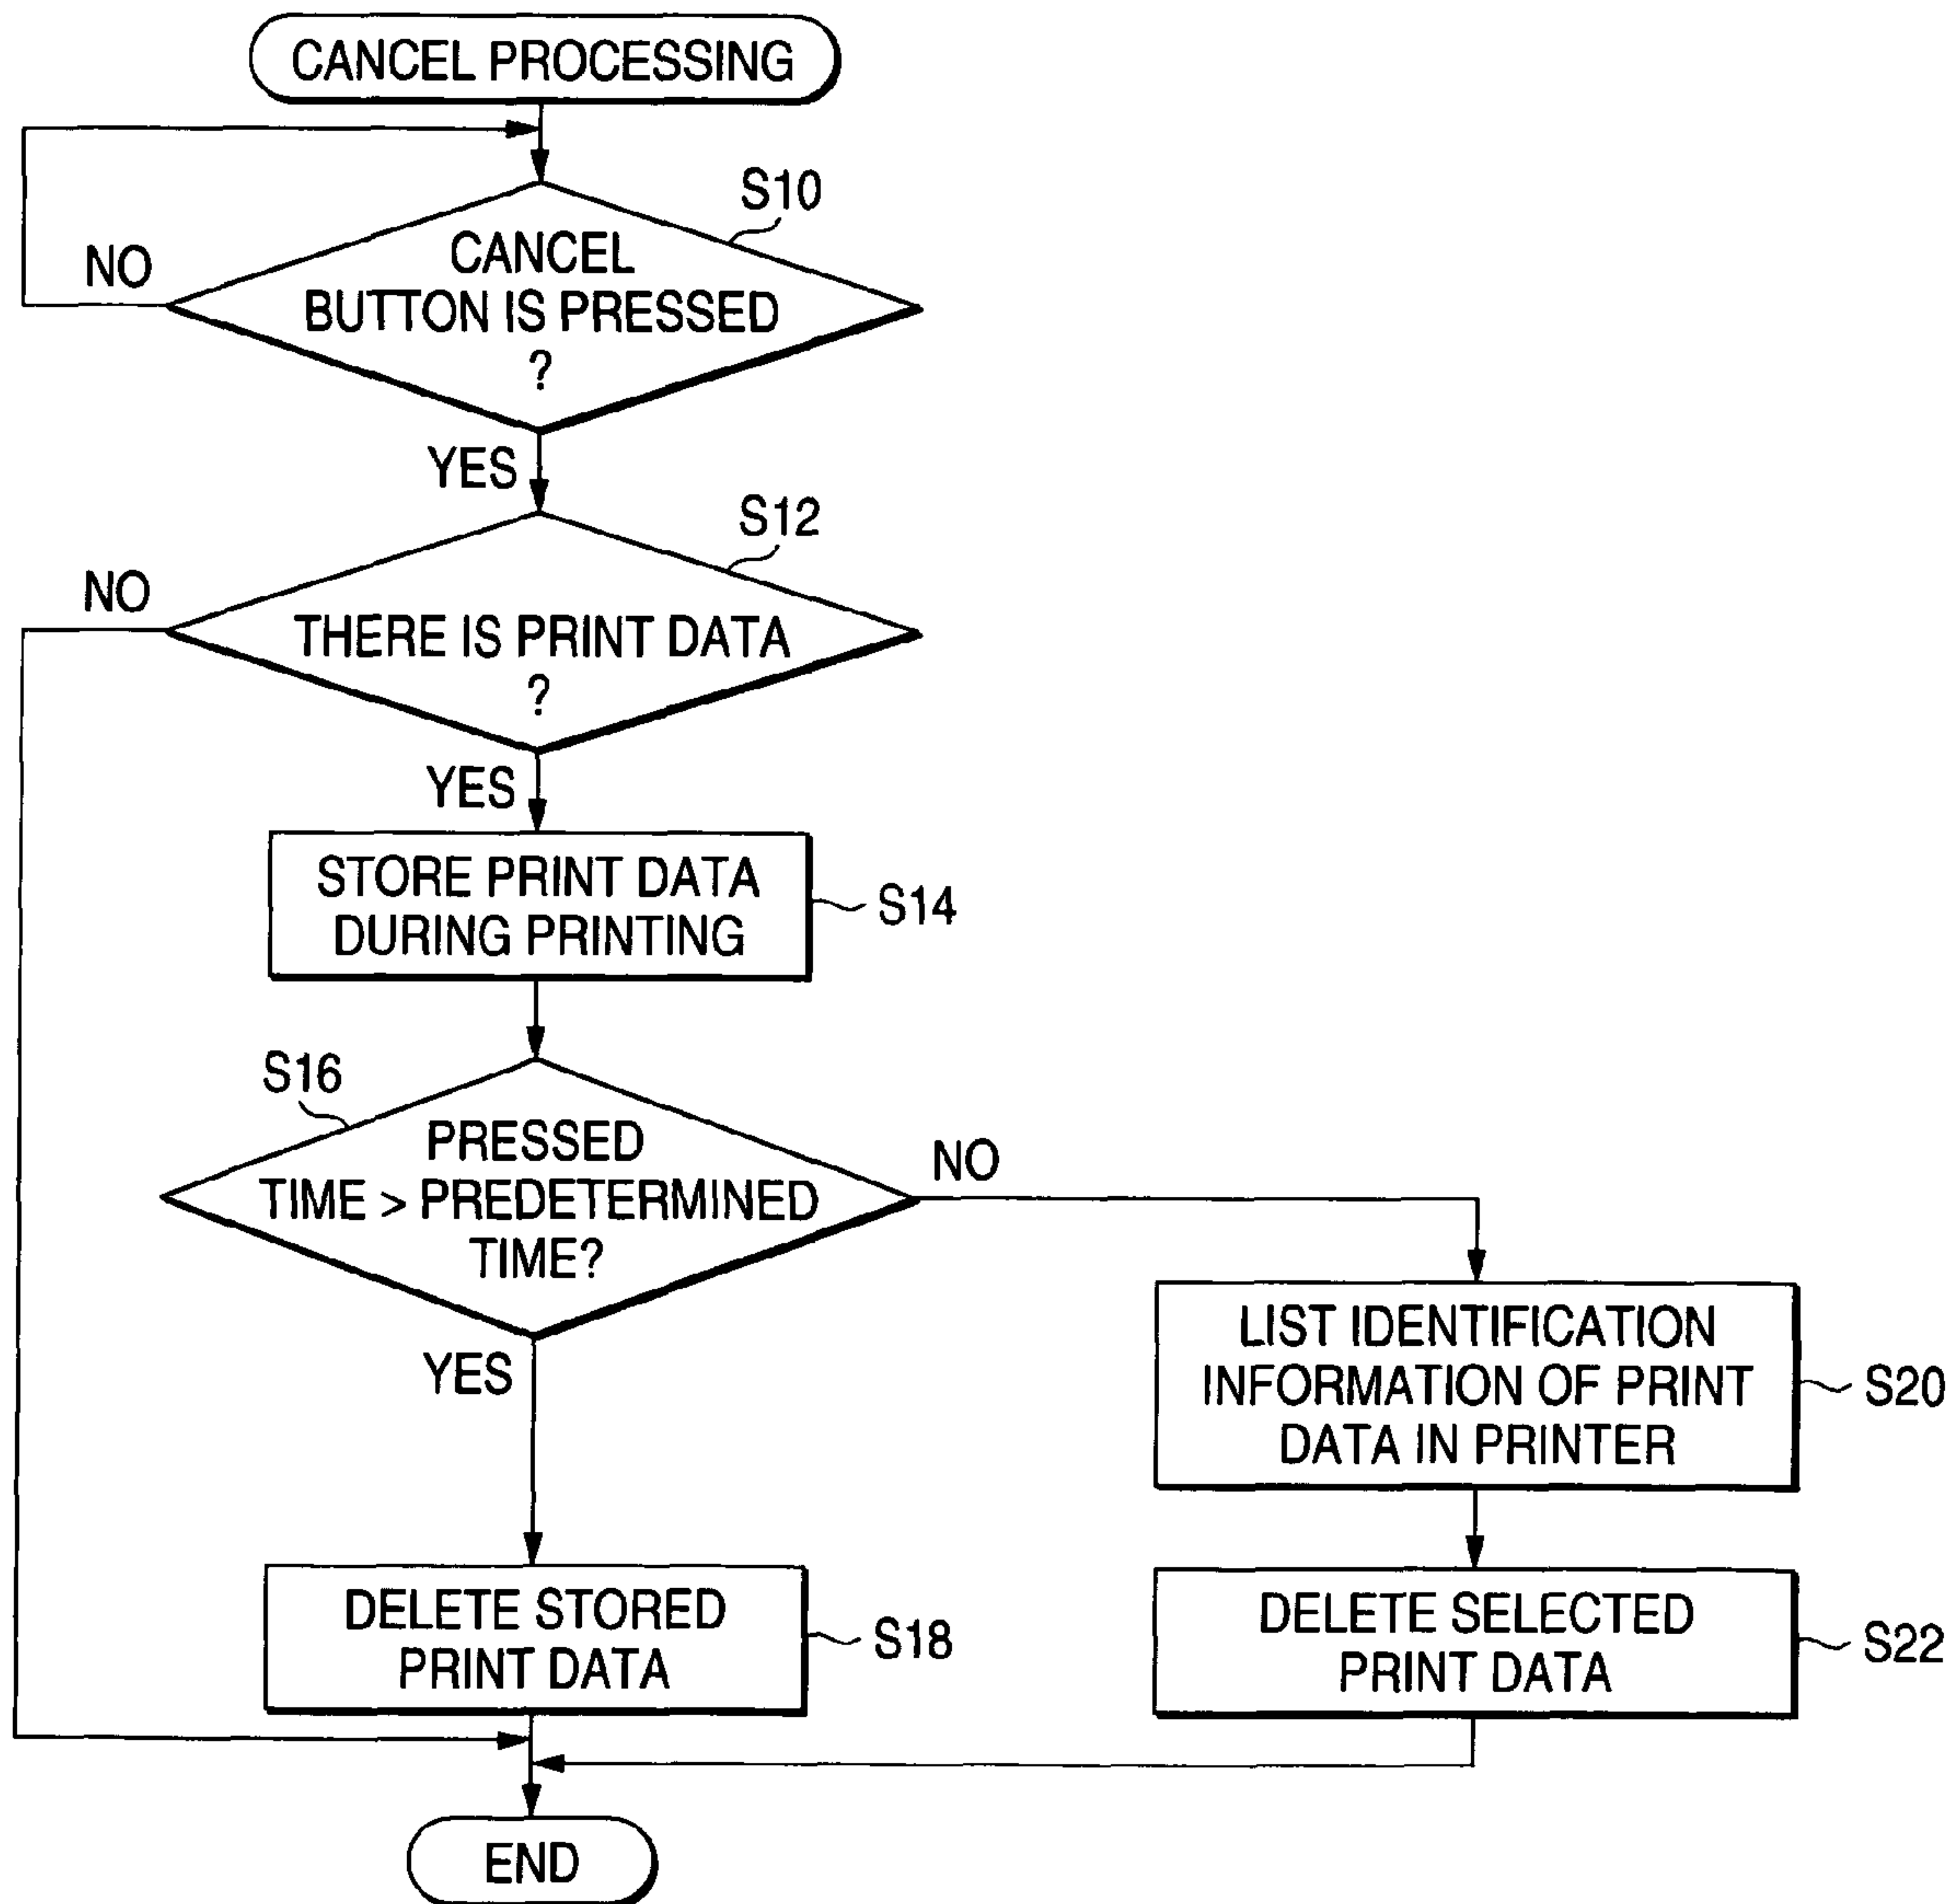 CANCEL PROCESSING
S10
NO
CANCEL
BUTTON IS PRESSED
?
YES
S12
NO
THERE IS PRINT DATA
?
YES
STORE PRINT DATA
DURING PRINTING
S14
S16
PRESSED
TIME > PREDETERMINED
TIME?
NO
YES
LIST IDENTIFICATION
INFORMATION OF PRINT
DATA IN PRINTER
S20
DELETE STORED
PRINT DATA
S18
DELETE SELECTED
PRINT DATA
S22
END